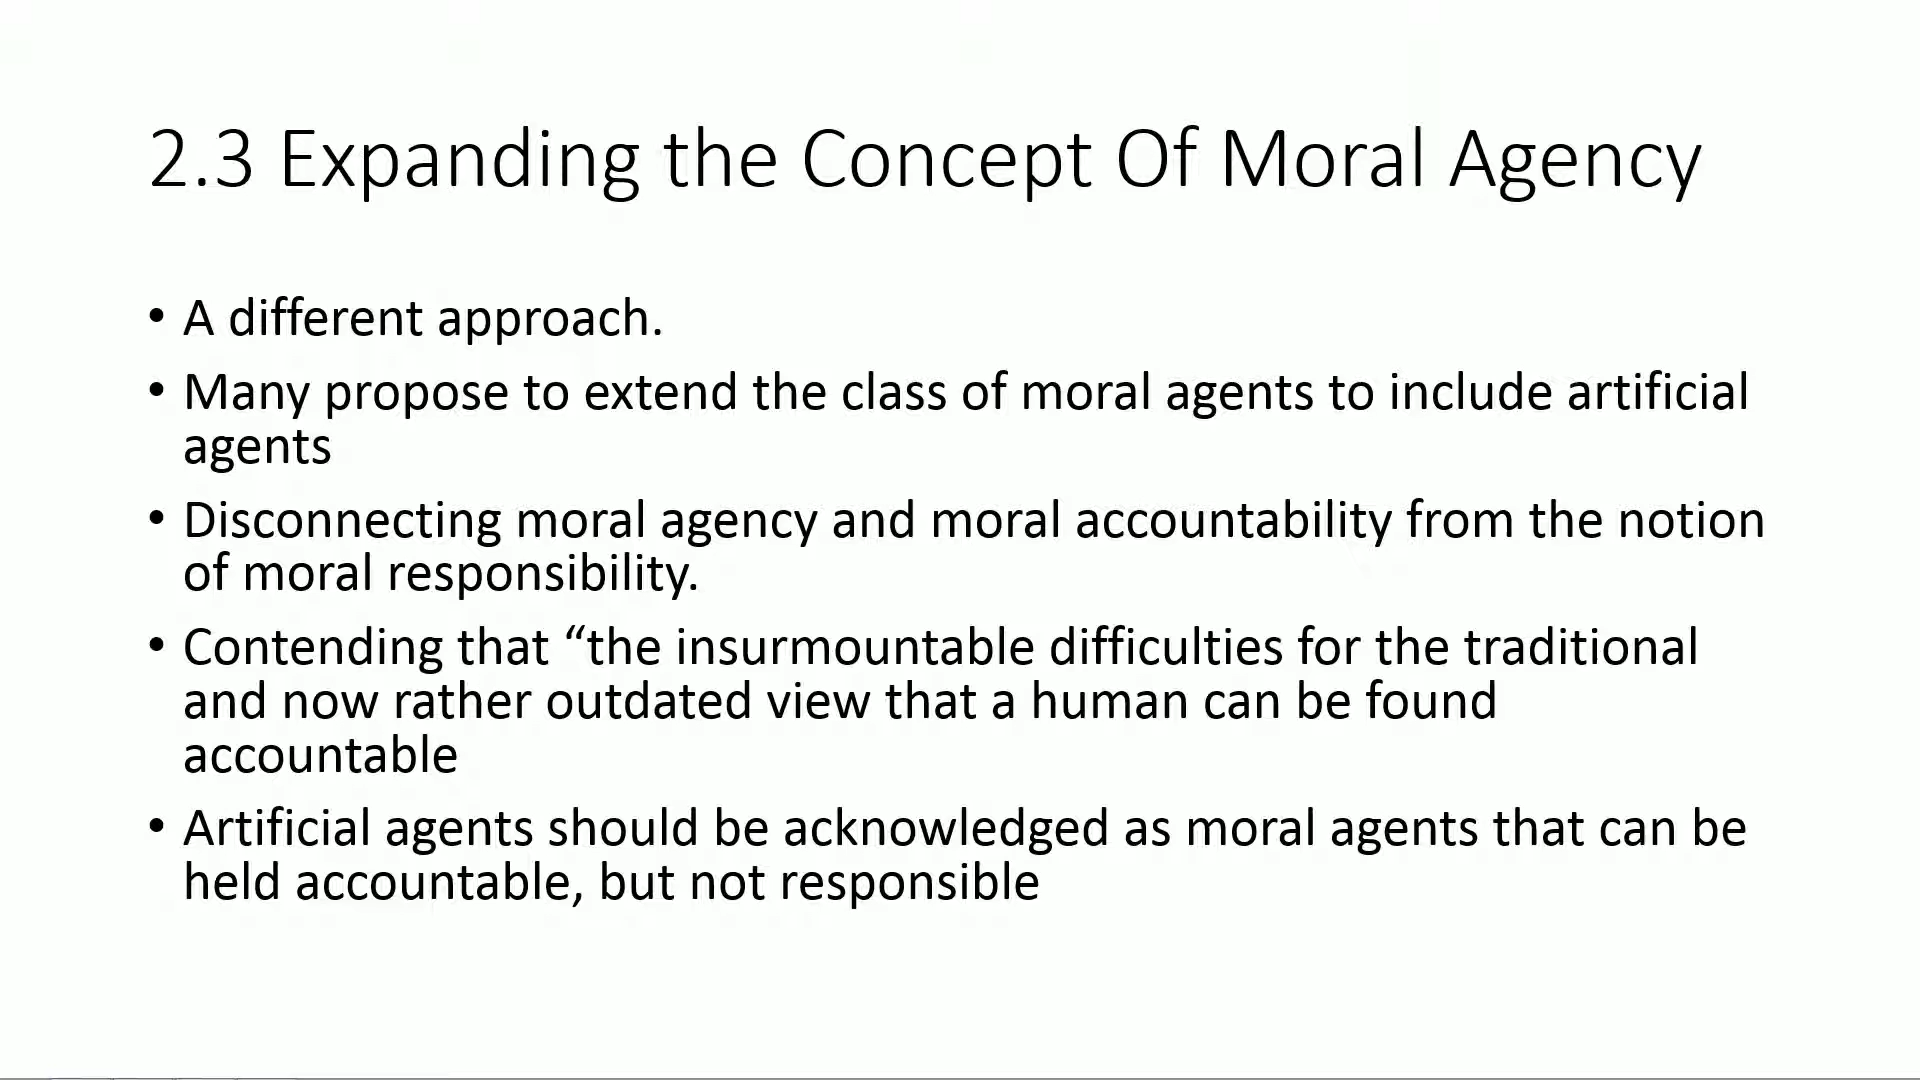 2.3 Expanding the Concept Of Moral Agency
• A different approach.
• Many propose to extend the class of moral agents to include artificial
agents
• Disconnecting moral agency and moral accountability from the notion
of moral responsibility.
• Contending that “the insurmountable difficulties for the traditional
and now rather outdated view that a human can be found
accountable
• Artificial agents should be acknowledged as moral agents that can be
held accountable, but not responsible